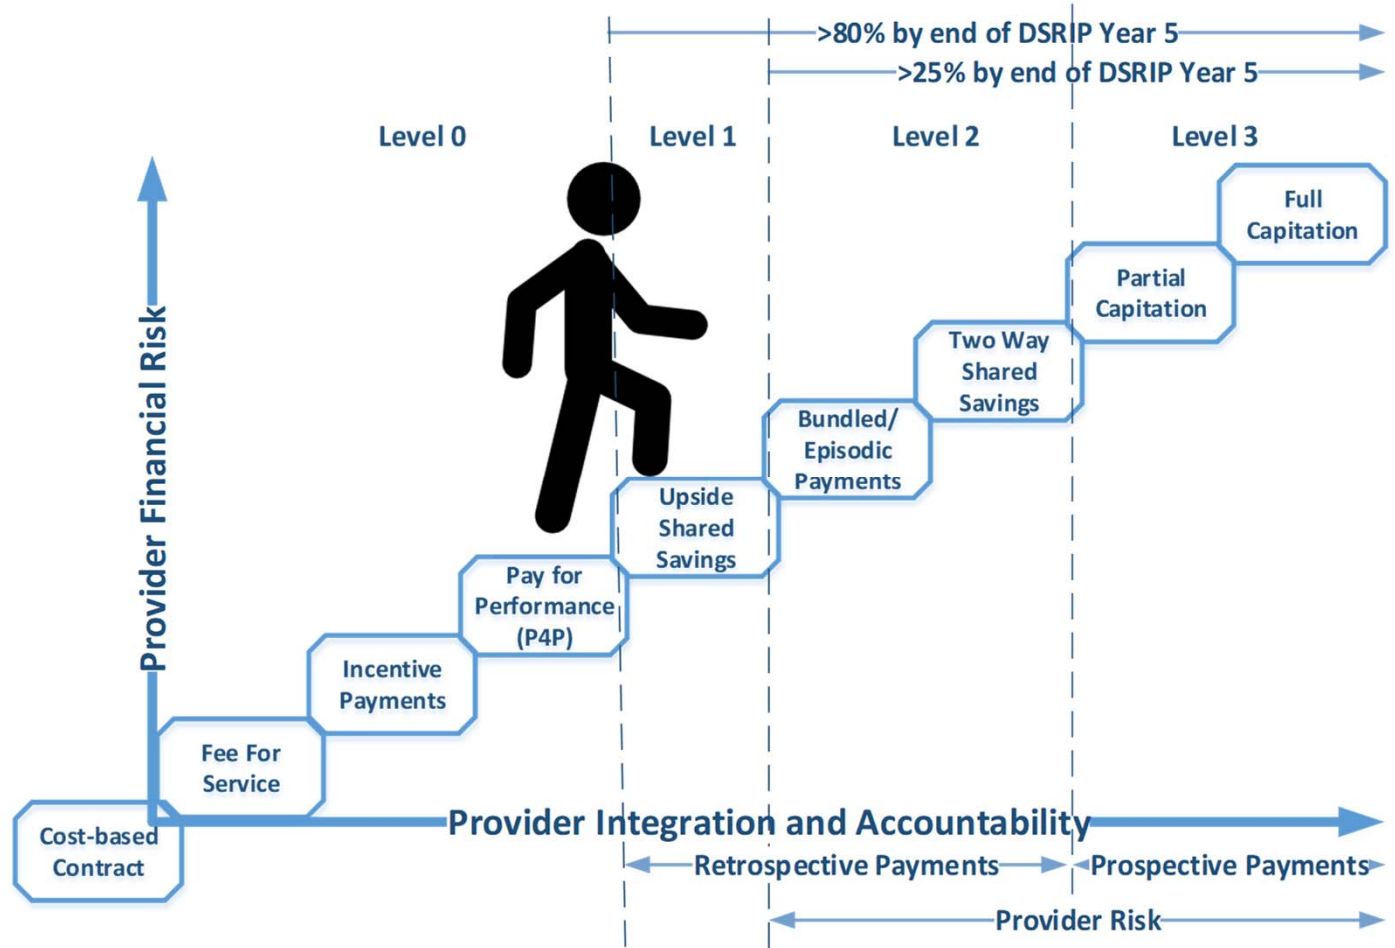 >80% by end of DSRIP Year 5
>25% by end of DSRIP Year 5
Level 0
Level 1
Level 2
Level 3
Full
Capitation
Partial
Capitation
Two Way
Shared
Savings
Bundled/
Episodic
Payments
Upside
Shared
Savings
Pay for
Performance
(P4P)
Incentive
Payments
Fee For
Service
Cost-based
Contract
Provider Financial Risk
Provider Integration and Accountability
Retrospective Payments
Prospective Payments
Provider Risk